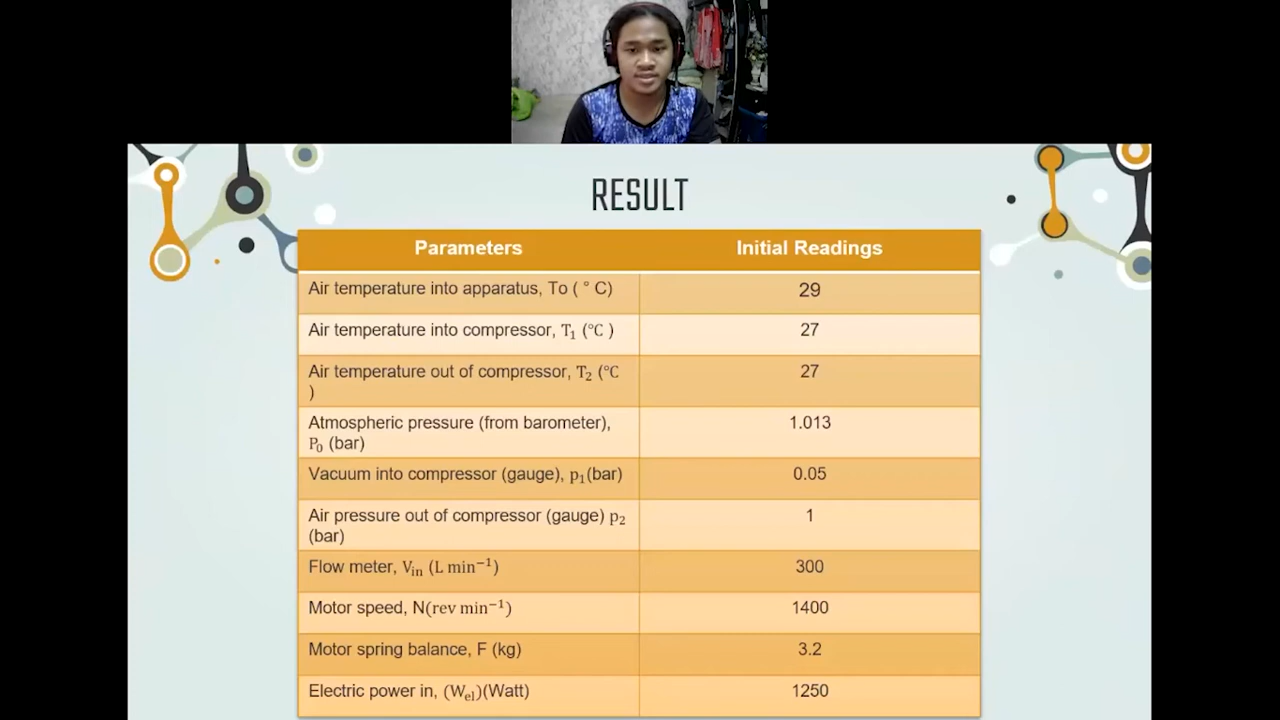 RESULT
Parameters Initial Readings
Air temperature into apparatus, To ( ° C) 29
Air temperature into compressor, T₁ (°C ) 27
Air temperature out of compressor, T₂ (°C 27
)
Atmospheric pressure (from barometer), 1.013
P₀ (bar)
Vacuum into compressor (gauge), p₁(bar) 0.05
Air pressure out of compressor (gauge) p₂ 1
(bar)
Flow meter, Vᵢₙ (L min⁻¹) 300
Motor speed, N(rev min⁻¹) 1400
Motor spring balance, F (kg) 3.2
Electric power in, (Wₑₗ)(Watt) 1250